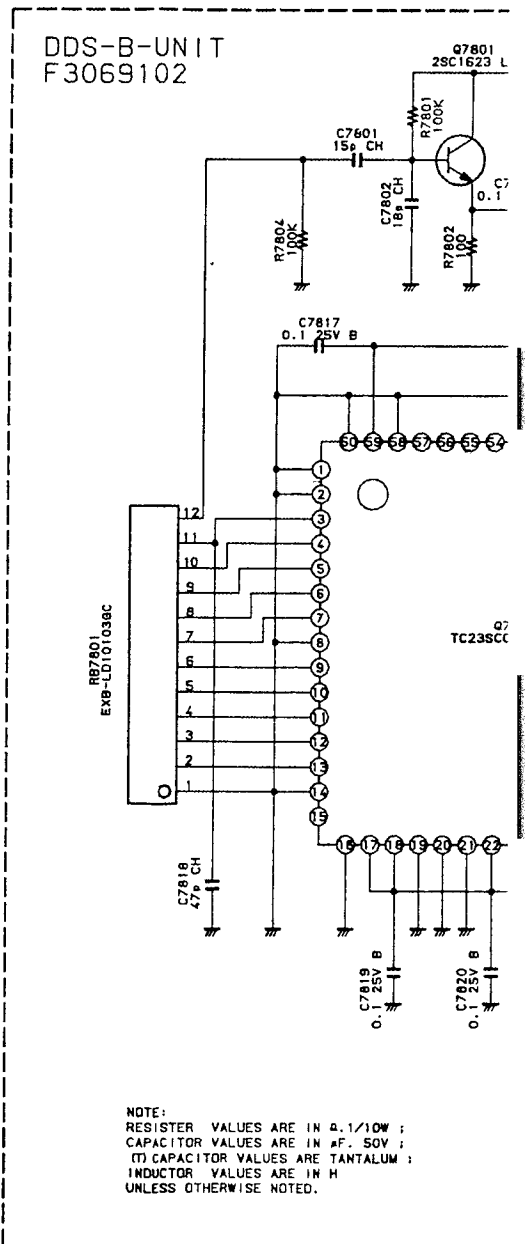 DDS-B-UNIT
F3069102
Q7801
2SC1623 L
R7801
100K
C7801
15p CH
C7802
18p CH
R7804
100K
0.1
R7802
100
C7817
0.1 25V B
60 59 58 57 56 55 54
1
2
3
4
5
6
7
8
9
10
11
12
13
14
15
12
11
10
9
8
7
6
5
4
3
2
1
RB7801
EXB-LD10103GC
TC23SC
16 17 18 19 20 21 22
C7818
47p CH
C7819
0.1 25V B
C7820
0.1 25V B
NOTE:
RESISTER VALUES ARE IN Ω.1/10W ;
CAPACITOR VALUES ARE IN µF. 50V ;
(T) CAPACITOR VALUES ARE TANTALUM ;
INDUCTOR VALUES ARE IN H
UNLESS OTHERWISE NOTED.